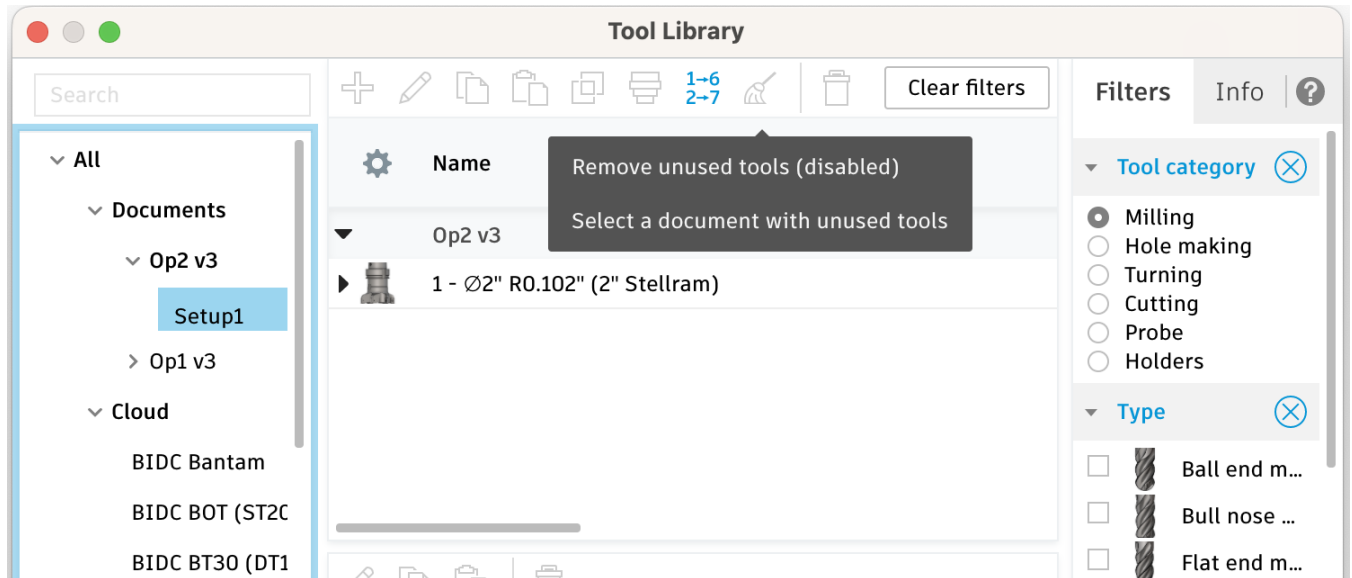 Tool Library
Search
1→6
2→7
Clear filters
Filters
Info
?
All
Documents
Op2 v3
Setup1
Op1 v3
Cloud
BIDC Bantam
BIDC BOT (ST20
BIDC BT30 (DT1
Name
Remove unused tools (disabled)
Select a document with unused tools
Op2 v3
1 - ∅2" R0.102" (2" Stellram)
Tool category
Milling
Hole making
Turning
Cutting
Probe
Holders
Type
Ball end m...
Bull nose ...
Flat end m...